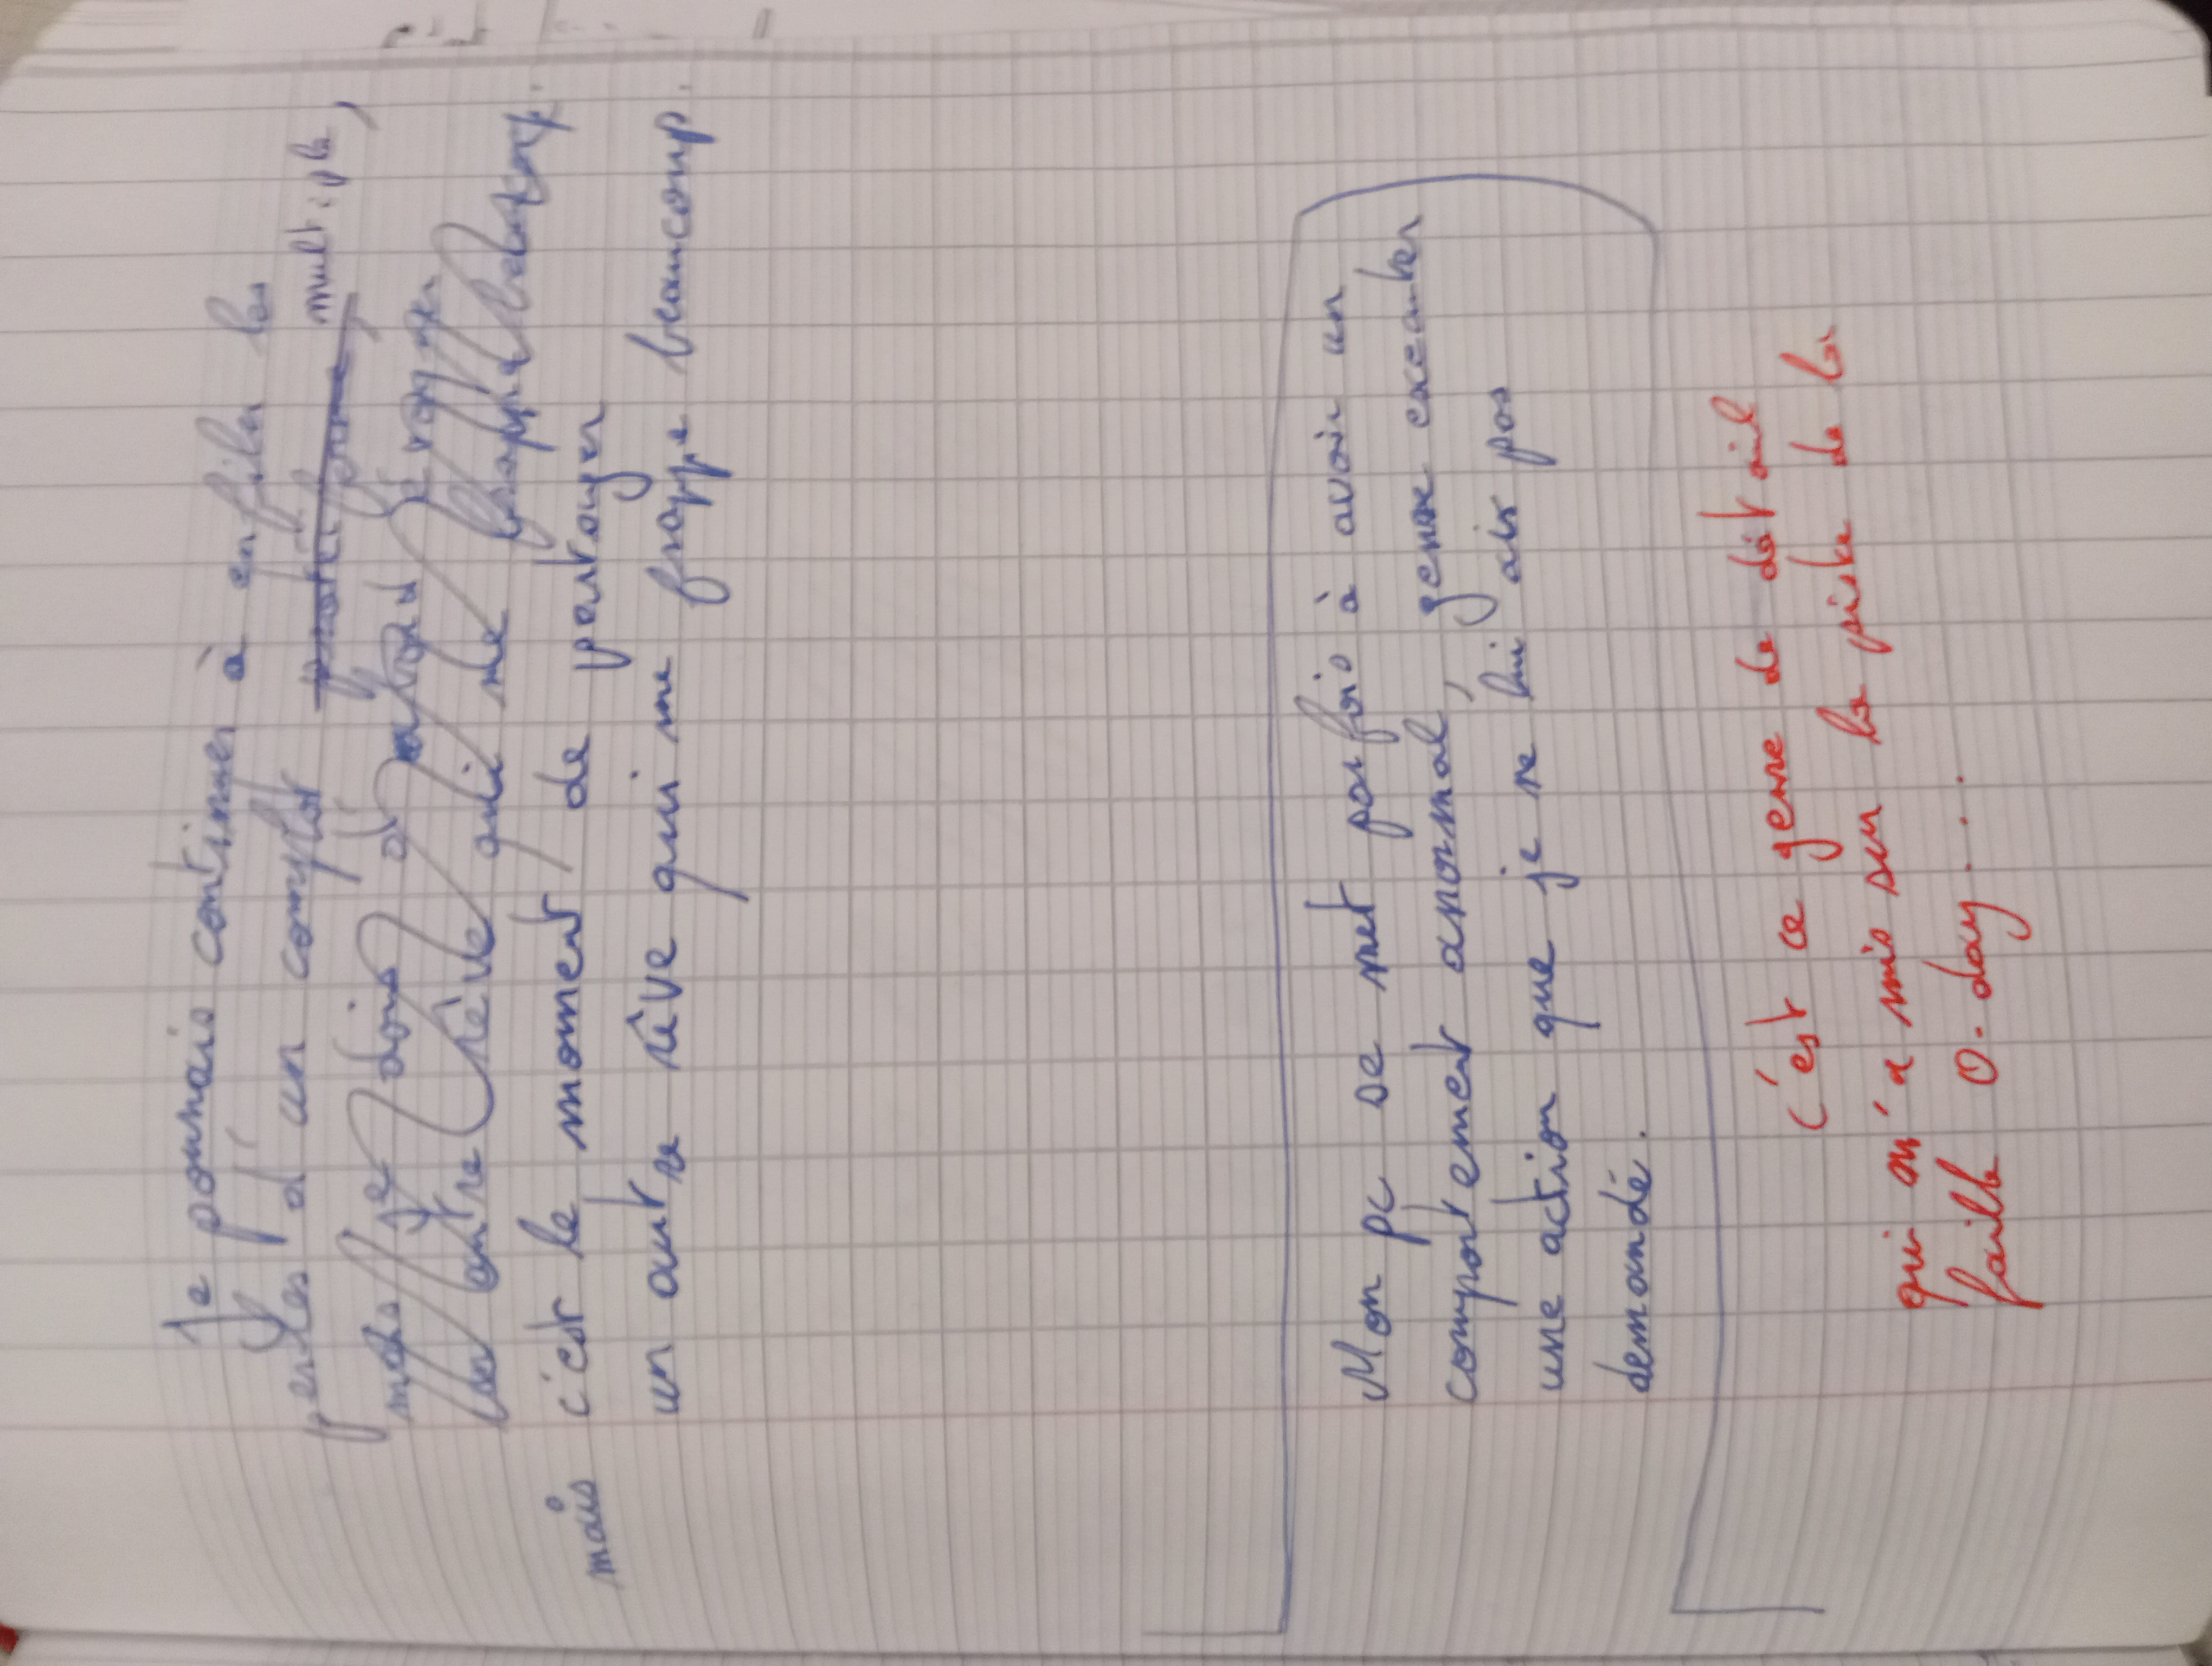 Je pourrais continuer à enfiler les
perles d'un complot protéiforme, multiple,
mais je dois d'abord évoquer
un autre rêve qui me frappe beaucoup.
mais c'est le moment de partager
un autre rêve qui me frappe beaucoup.
Mon pc se met parfois à avoir un
comportement anormal, genre executer
une action que je ne lui ais pas
demandé.
c'est ce genre de détail
qui m'a mis sur la piste de la
faille 0-day...